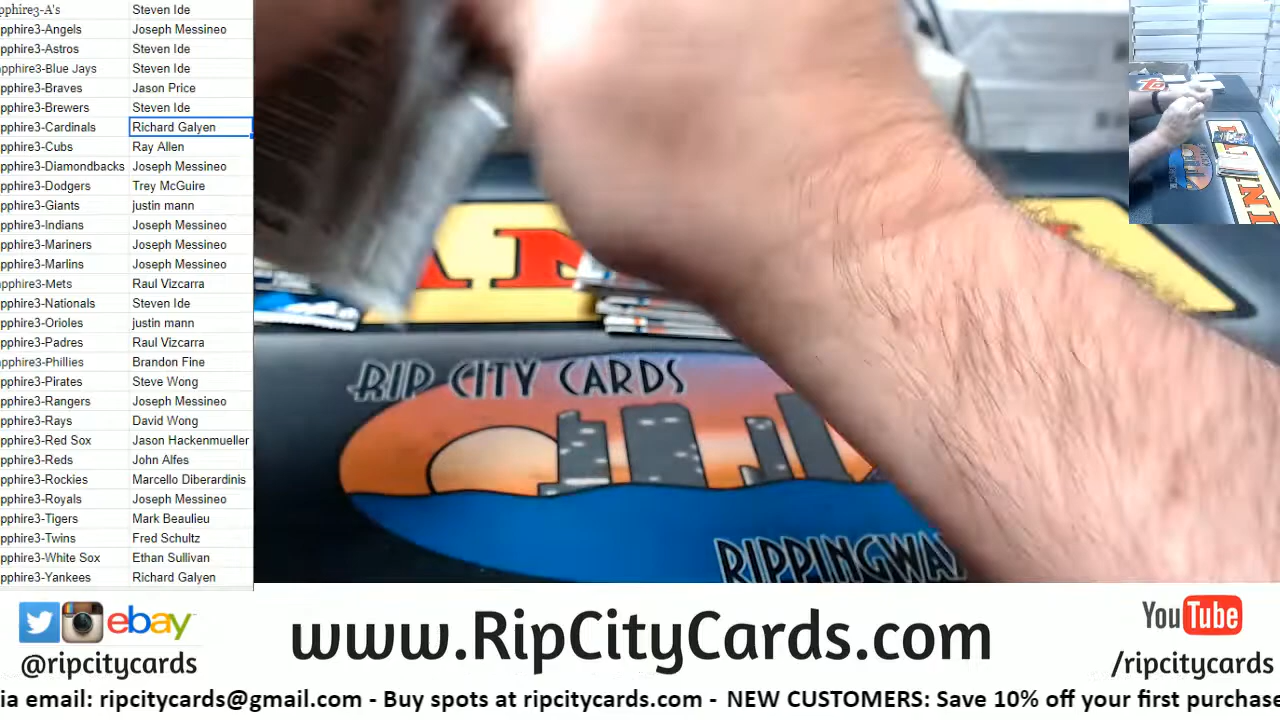 pphire3-A's Steven Ide
pphire3-Angels Joseph Messineo
pphire3-Astros Steven Ide
pphire3-Blue Jays Steven Ide
pphire3-Braves Jason Price
pphire3-Brewers Steven Ide
pphire3-Cardinals Richard Galyen
pphire3-Cubs Ray Allen
pphire3-Diamondbacks Joseph Messineo
pphire3-Dodgers Trey McGuire
pphire3-Giants justin mann
pphire3-Indians Joseph Messineo
pphire3-Mariners Joseph Messineo
pphire3-Marlins Joseph Messineo
pphire3-Mets Raul Vizcarra
pphire3-Nationals Steven Ide
pphire3-Orioles justin mann
pphire3-Padres Raul Vizcarra
pphire3-Phillies Brandon Fine
pphire3-Pirates Steve Wong
pphire3-Rangers Joseph Messineo
pphire3-Rays David Wong
pphire3-Red Sox Jason Hackenmueller
pphire3-Reds John Alfes
pphire3-Rockies Marcello Diberardinis
pphire3-Royals Joseph Messineo
pphire3-Tigers Mark Beaulieu
pphire3-Twins Fred Schultz
pphire3-White Sox Ethan Sullivan
pphire3-Yankees Richard Galyen
RIP CITY CARDS
RIPPINGWAX
ebay
@ripcitycards
www.RipCityCards.com
YouTube
/ripcitycards
ia email: ripcitycards@gmail.com - Buy spots at ripcitycards.com - NEW CUSTOMERS: Save 10% off your first purchase